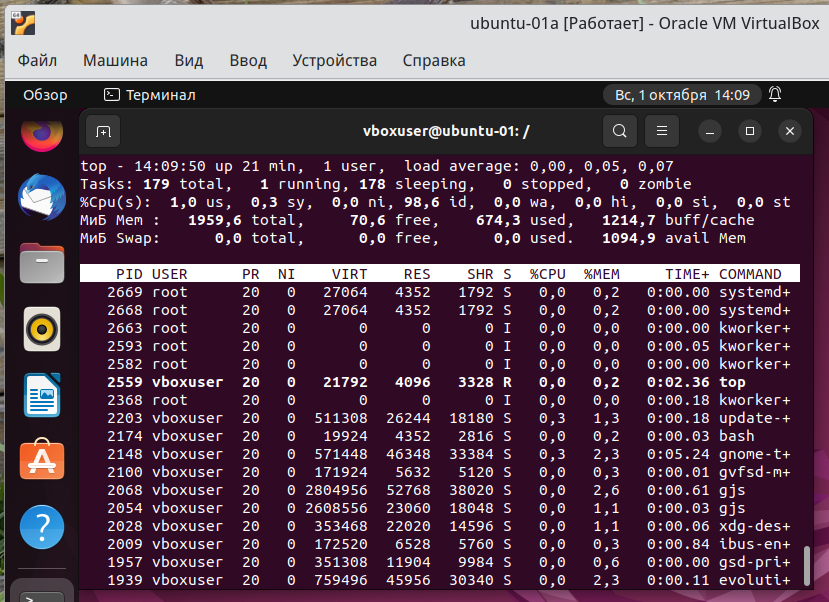 ubuntu-01a [Работает] - Oracle VM VirtualBox
Файл Машина Вид Ввод Устройства Справка
Обзор Терминал Вс, 1 октября 14:09
vboxuser@ubuntu-01: /
top - 14:09:50 up 21 min, 1 user, load average: 0,00, 0,05, 0,07
Tasks: 179 total, 1 running, 178 sleeping, 0 stopped, 0 zombie
%Cpu(s): 1,0 us, 0,3 sy, 0,0 ni, 98,6 id, 0,0 wa, 0,0 hi, 0,0 si, 0,0 st
МиБ Mem : 1959,6 total, 70,6 free, 674,3 used, 1214,7 buff/cache
МиБ Swap: 0,0 total, 0,0 free, 0,0 used. 1094,9 avail Mem
PID USER PR NI VIRT RES SHR S %CPU %MEM TIME+ COMMAND
2669 root 20 0 27064 4352 1792 S 0,0 0,2 0:00.00 systemd+
2668 root 20 0 27064 4352 1792 S 0,0 0,2 0:00.00 systemd+
2663 root 20 0 0 0 0 I 0,0 0,0 0:00.00 kworker+
2593 root 20 0 0 0 0 I 0,0 0,0 0:00.05 kworker+
2582 root 20 0 0 0 0 I 0,0 0,0 0:00.00 kworker+
2559 vboxuser 20 0 21792 4096 3328 R 0,0 0,2 0:02.36 top
2368 root 20 0 0 0 0 I 0,0 0,0 0:00.18 kworker+
2203 vboxuser 20 0 511308 26244 18180 S 0,3 1,3 0:00.18 update-+
2174 vboxuser 20 0 19924 4352 2816 S 0,0 0,2 0:00.03 bash
2148 vboxuser 20 0 571448 46348 33384 S 0,3 2,3 0:05.24 gnome-t+
2100 vboxuser 20 0 171924 5632 5120 S 0,0 0,3 0:00.01 gvfsd-m+
2068 vboxuser 20 0 2804956 52768 38020 S 0,0 2,6 0:00.61 gjs
2054 vboxuser 20 0 2608556 23060 18048 S 0,0 1,1 0:00.03 gjs
2028 vboxuser 20 0 353468 22020 14596 S 0,0 1,1 0:00.06 xdg-des+
2009 vboxuser 20 0 172520 6528 5760 S 0,0 0,3 0:00.84 ibus-en+
1957 vboxuser 20 0 351308 11904 9984 S 0,0 0,6 0:00.00 gsd-pri+
1939 vboxuser 20 0 759496 45956 30340 S 0,0 2,3 0:00.11 evoluti+